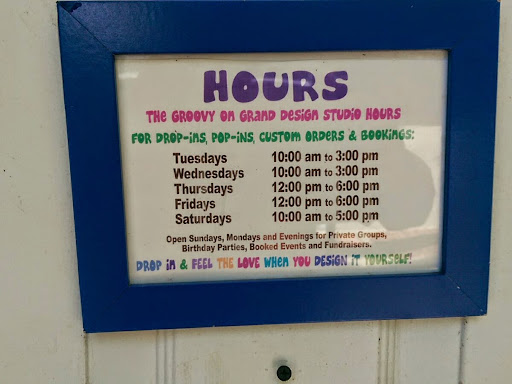 HOURS
THE GROOVY ON GRAND DESIGN STUDIO HOURS
FOR DROP-INS, POP-INS, CUSTOM ORDERS & BOOKINGS:
Tuesdays 10:00 am to 3:00 pm
Wednesdays 10:00 am to 3:00 pm
Thursdays 12:00 pm to 6:00 pm
Fridays 12:00 pm to 6:00 pm
Saturdays 10:00 am to 5:00 pm
Open Sundays, Mondays and Evenings for Private Groups,
Birthday Parties, Booked Events and Fundraisers.
DROP IN & FEEL THE LOVE WHEN YOU DESIGN IT YOURSELF!